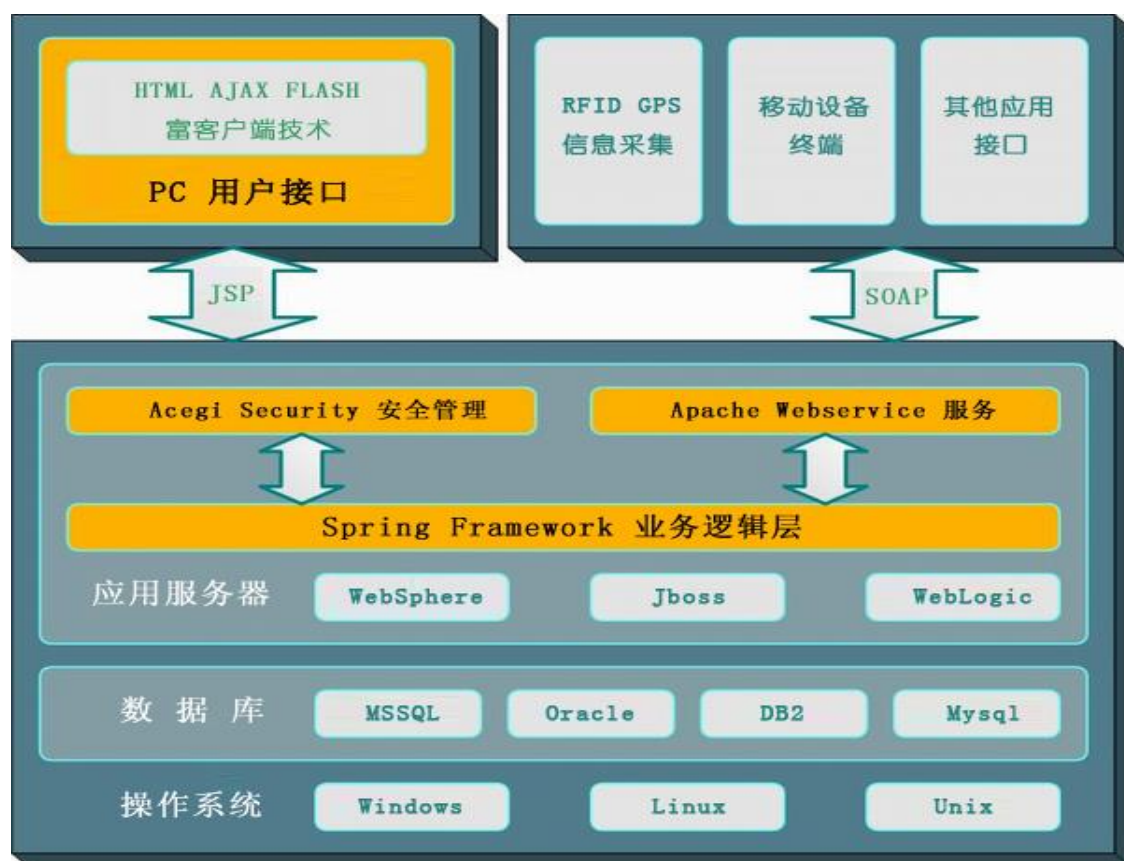 HTML AJAX FLASH
富客户端技术
PC 用户接口
RFID GPS
信息采集
移动设备
终端
其他应用
接口
JSP
SOAP
Acegi Security 安全管理
Apache Webservice 服务
Spring Framework 业务逻辑层
应用服务器
WebSphere
Jboss
WebLogic
数 据 库
MSSQL
Oracle
DB2
Mysql
操作系统
Windows
Linux
Unix